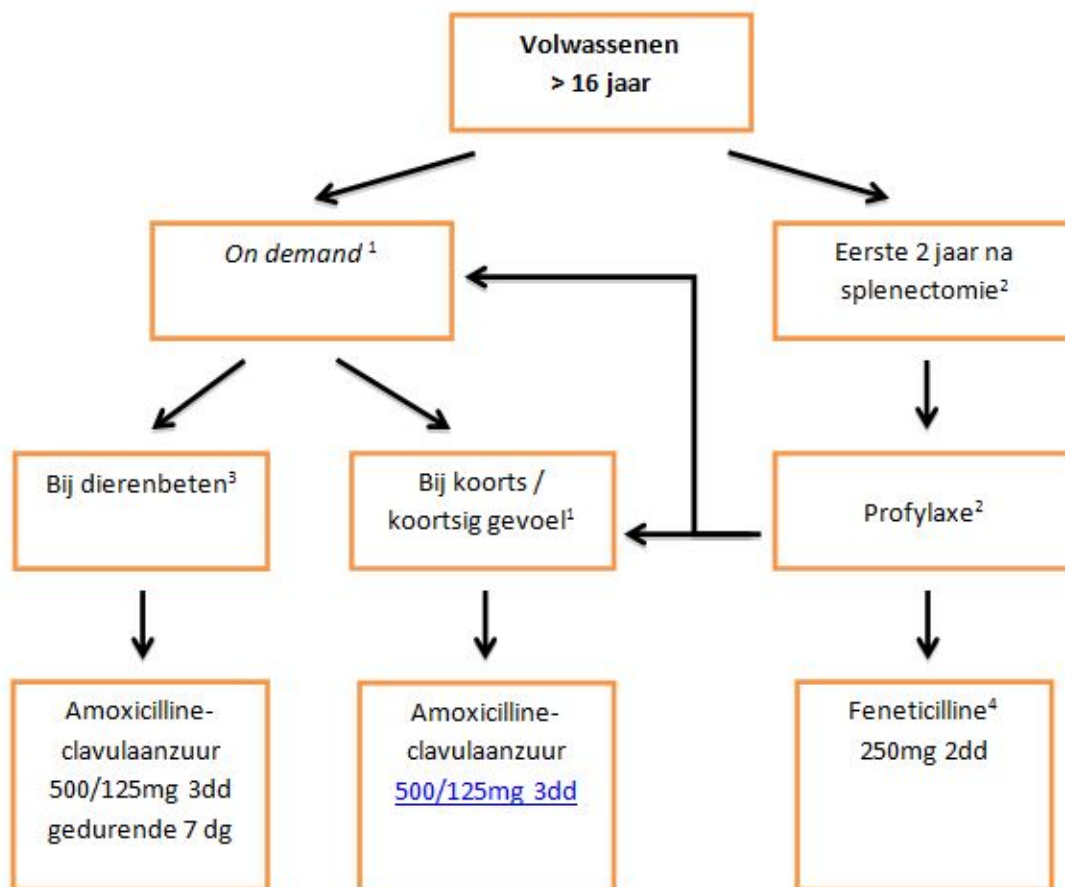 Volwassenen
> 16 jaar
On demand ¹
Eerste 2 jaar na
splenectomie²
Bij dierenbeten³
Bij koorts /
koortsig gevoel¹
Profylaxe²
Amoxicilline-
clavulaanzuur
500/125mg 3dd
gedurende 7 dg
Amoxicilline-
clavulaanzuur
500/125mg 3dd
Feneticilline⁴
250mg 2dd